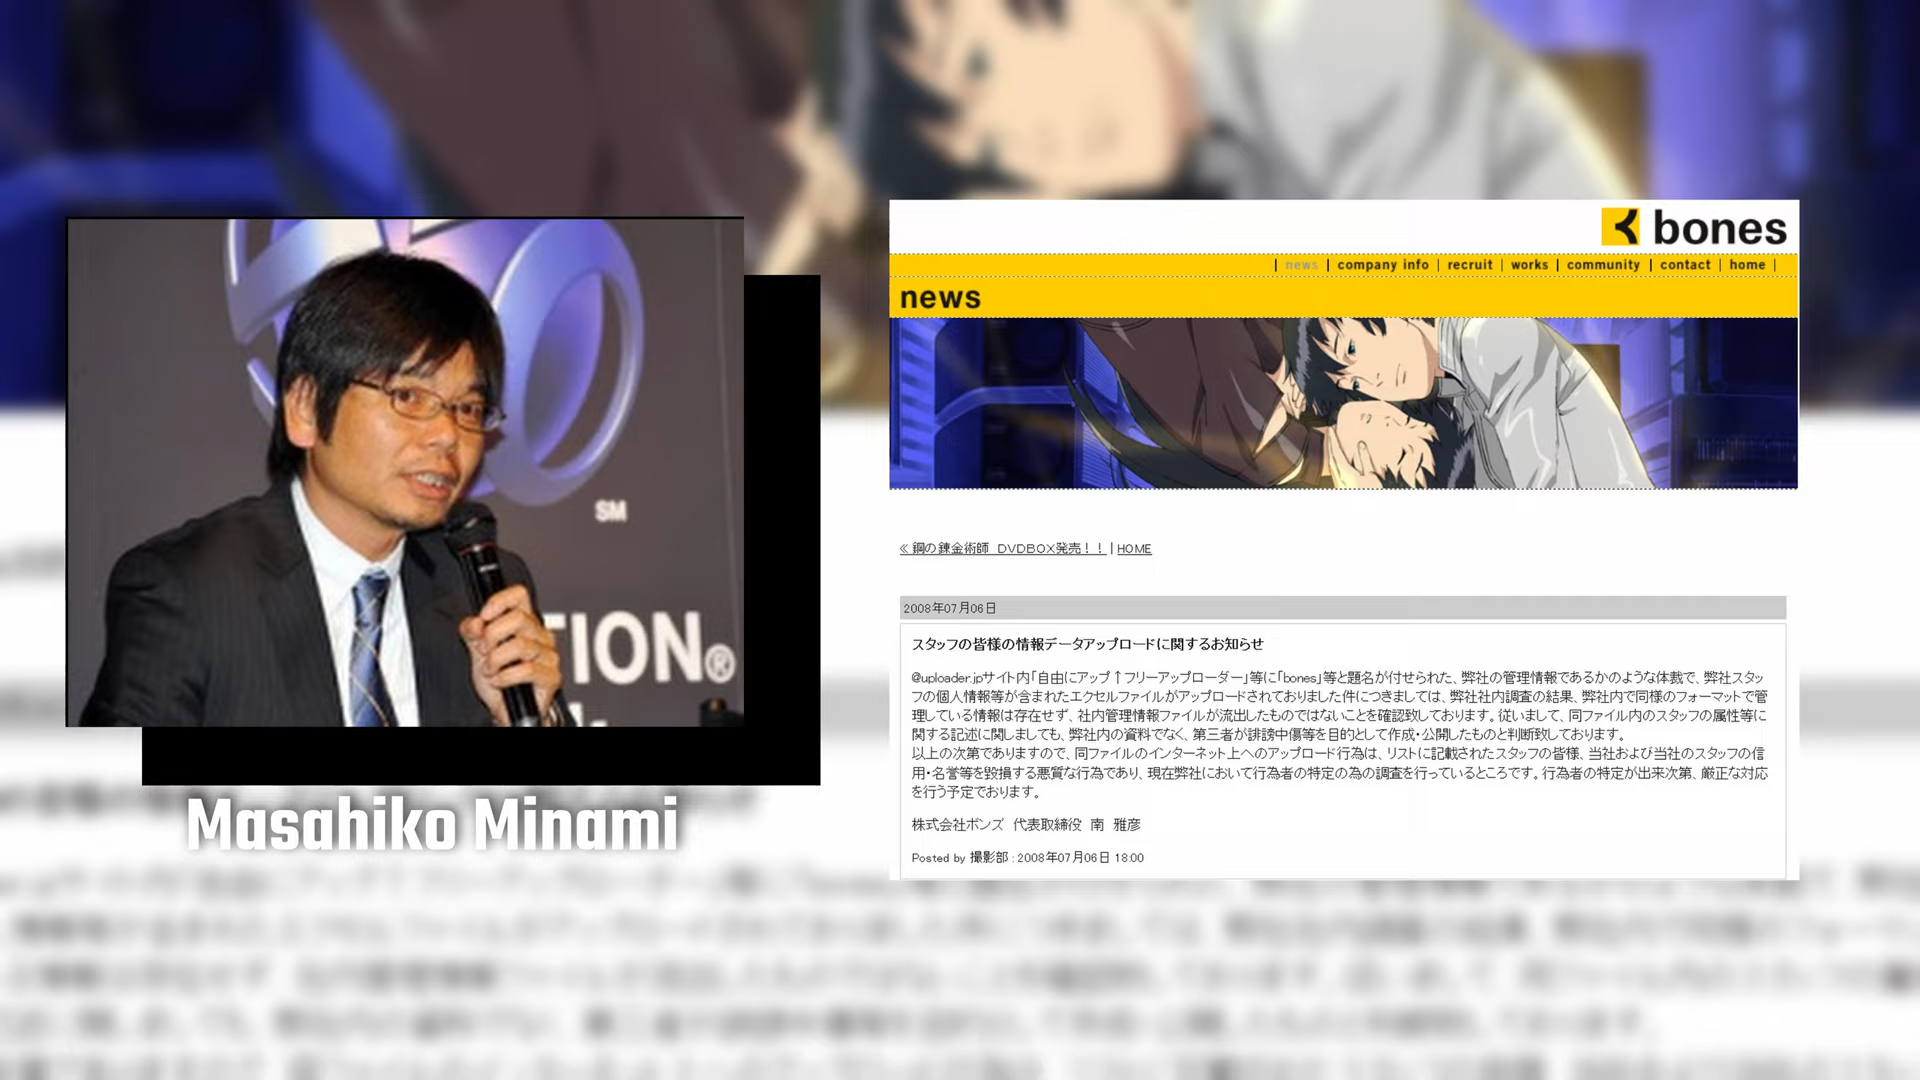 SM
TION®
Masahiko Minami
bones
| news | company info | recruit | works | community | contact | home |
news
≪ 鋼の錬金術師　DVDBOX発売！！ | HOME
2008年07月06日
スタッフの皆様の情報データアップロードに関するお知らせ
@uploader.jpサイト内「自由にアップ↑フリーアップローダー」等に「bones」等と題名が付せられた、弊社の管理情報であるかのような体裁で、弊社スタッ
フの個人情報等が含まれたエクセルファイルがアップロードされておりました件につきましては、弊社社内調査の結果、弊社内で同様のフォーマットで管
理している情報は存在せず、社内管理情報ファイルが流出したものではないことを確認致しております。従いまして、同ファイル内のスタッフの属性等に
関する記述に関しましても、弊社内の資料でなく、第三者が誹謗中傷等を目的として作成・公開したものと判断致しております。
以上の次第でありますので、同ファイルのインターネット上へのアップロード行為は、リストに記載されたスタッフの皆様、当社および当社のスタッフの信
用・名誉等を毀損する悪質な行為であり、現在弊社において行為者の特定の為の調査を行っているところです。行為者の特定が出来次第、厳正な対応
を行う予定でおります。
株式会社ボンズ　代表取締役　南　雅彦
Posted by 撮影部 : 2008年07月06日 18:00